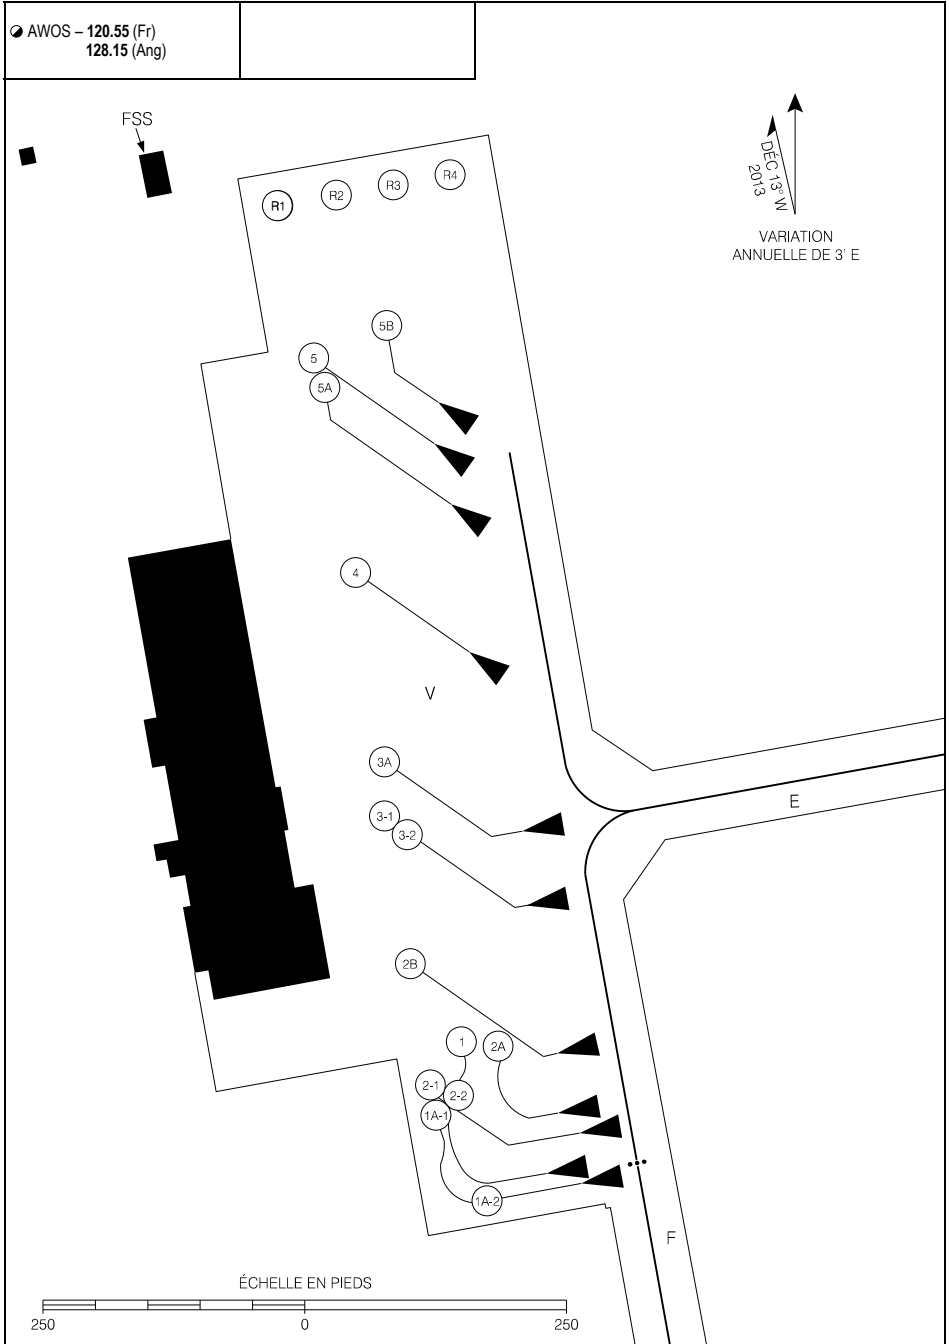 AWOS – 120.55 (Fr)
128.15 (Ang)
FSS
DÉC 13° W
2013
VARIATION
ANNUELLE DE 3' E
R1
R2
R3
R4
5B
5
5A
4
V
3A
3-1
3-2
E
2B
1
2A
2-1
2-2
1A-1
1A-2
F
ÉCHELLE EN PIEDS
250 0 250